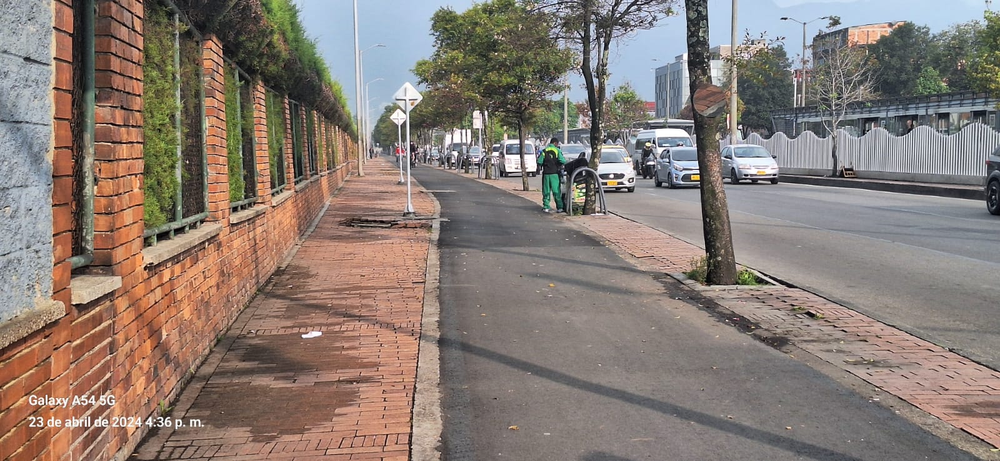 Galaxy A54 5G
23 de abril de 2024 4:36 p. m.